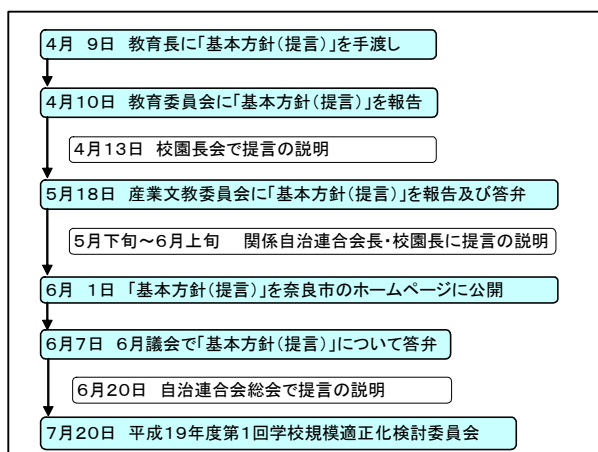 4月　9日　教育長に「基本方針（提言）」を手渡し
4月10日　教育委員会に「基本方針（提言）」を報告
4月13日　校園長会で提言の説明
5月18日　産業文教委員会に「基本方針（提言）」を報告及び答弁
5月下旬～6月上旬　関係自治連合会長・校園長に提言の説明
6月　1日　「基本方針（提言）」を奈良市のホームページに公開
6月7日　6月議会で「基本方針（提言）」について答弁
6月20日　自治連合会総会で提言の説明
7月20日　平成19年度第1回学校規模適正化検討委員会